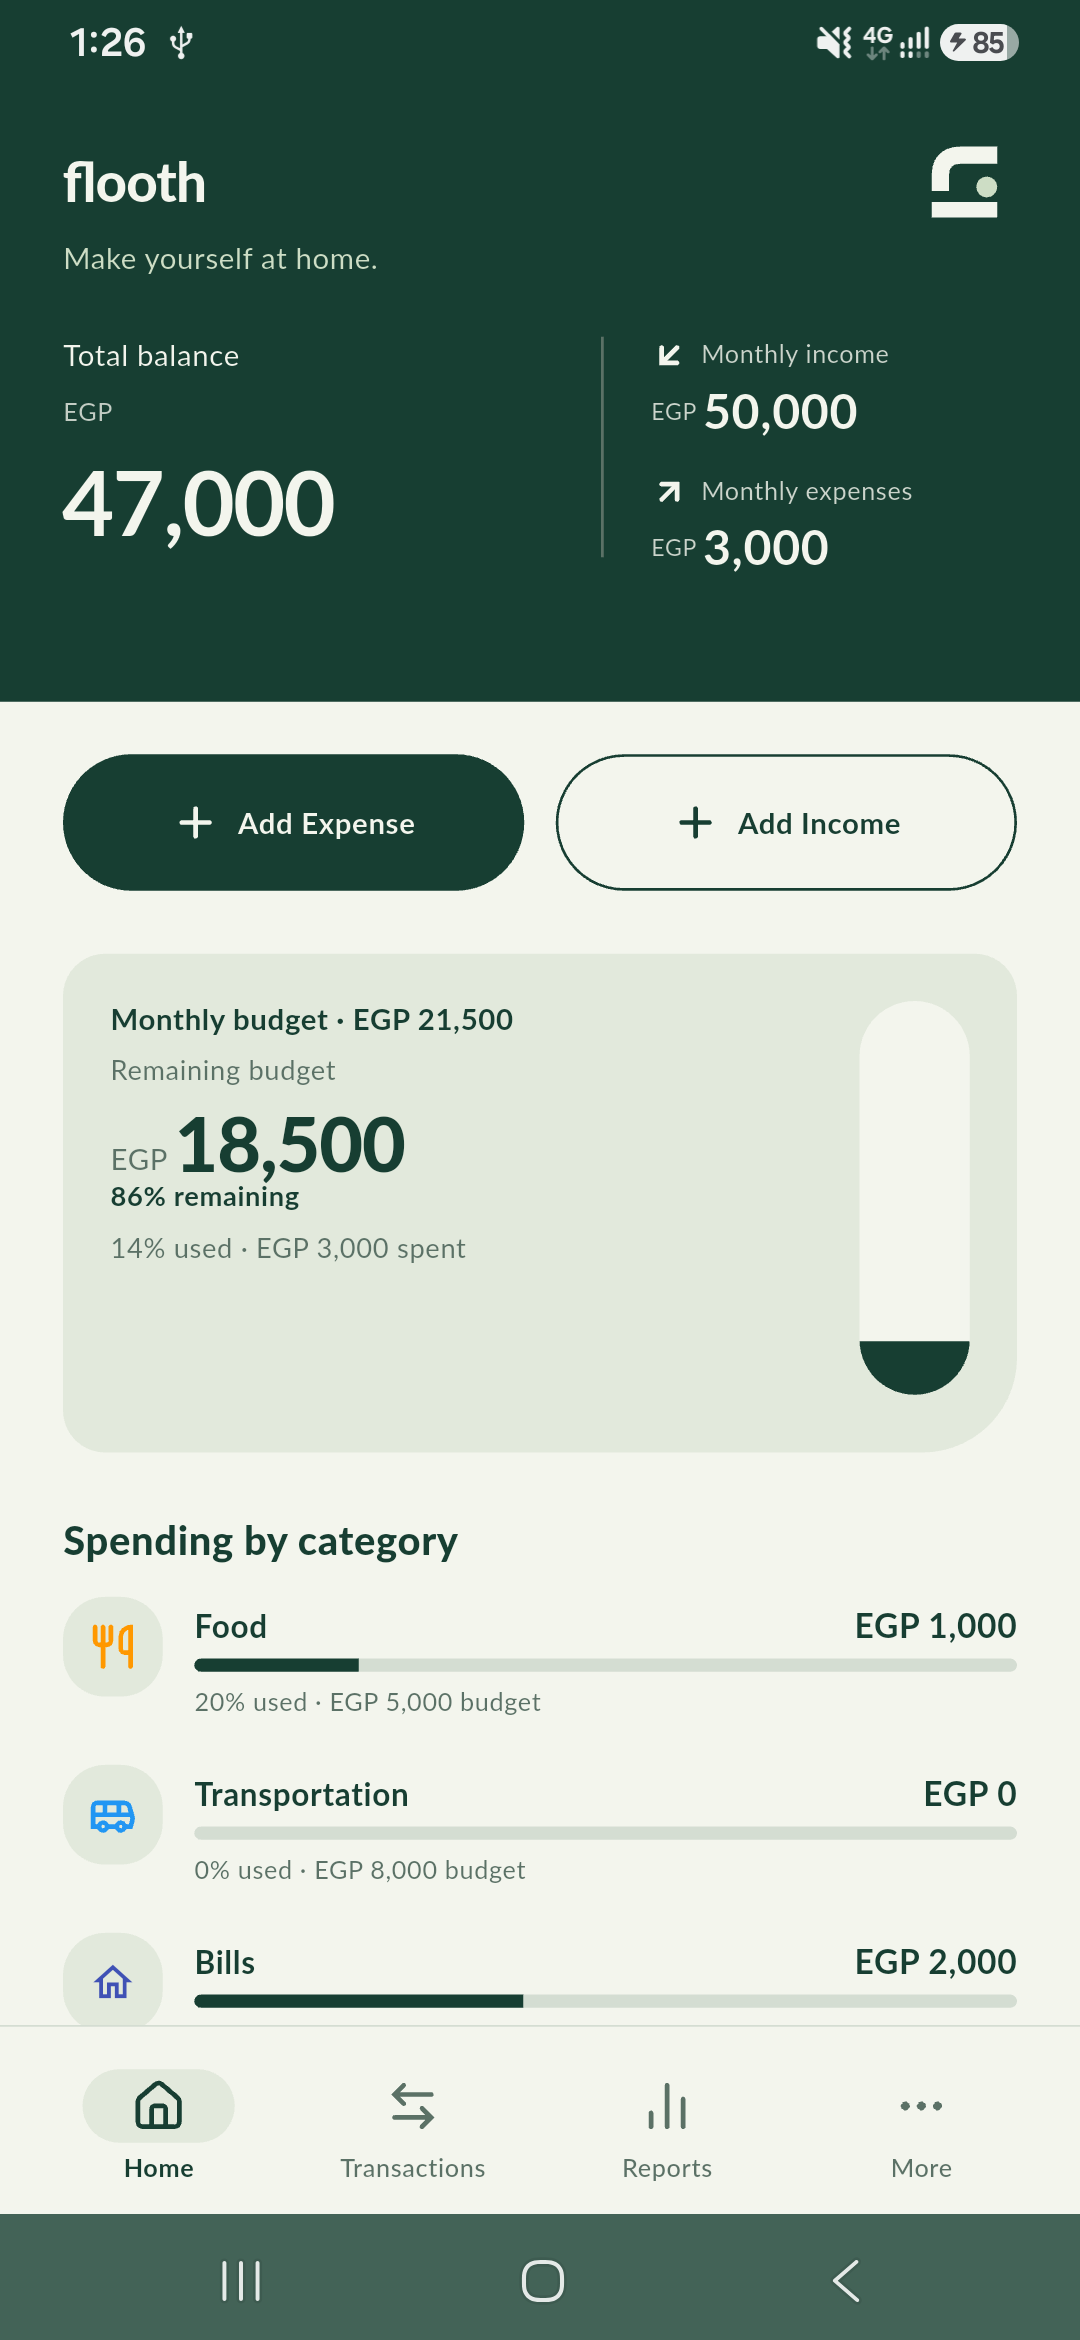 1:26
4G
85
flooth
Make yourself at home.
Total balance
EGP
47,000
Monthly income
EGP 50,000
Monthly expenses
EGP 3,000
Add Expense
Add Income
Monthly budget · EGP 21,500
Remaining budget
EGP 18,500
86% remaining
14% used · EGP 3,000 spent
Spending by category
Food EGP 1,000
20% used · EGP 5,000 budget
Transportation EGP 0
0% used · EGP 8,000 budget
Bills EGP 2,000
Home
Transactions
Reports
More